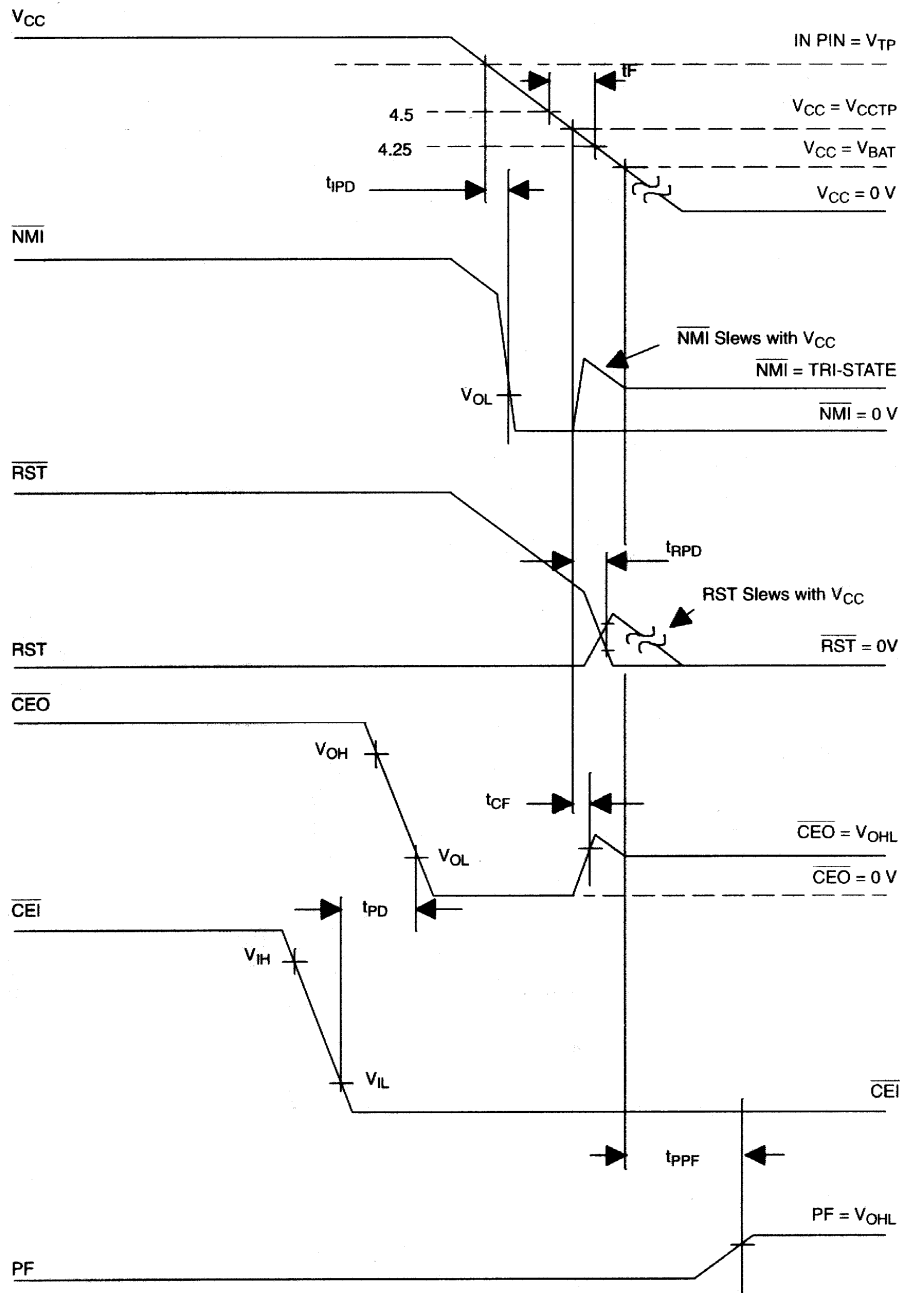 VCC
IN PIN = VTP
tF
4.5
VCC = VCCTP
4.25
VCC = VBAT
tIPD
VCC = 0 V
NMI
NMI Slews with VCC
NMI = TRI-STATE
VOL
NMI = 0 V
RST
tRPD
RST Slews with VCC
RST
RST = 0V
CEO
VOH
tCF
CEO = VOHL
VOL
CEO = 0 V
tPD
CEI
VIH
VIL
CEI
tPPF
PF = VOHL
PF